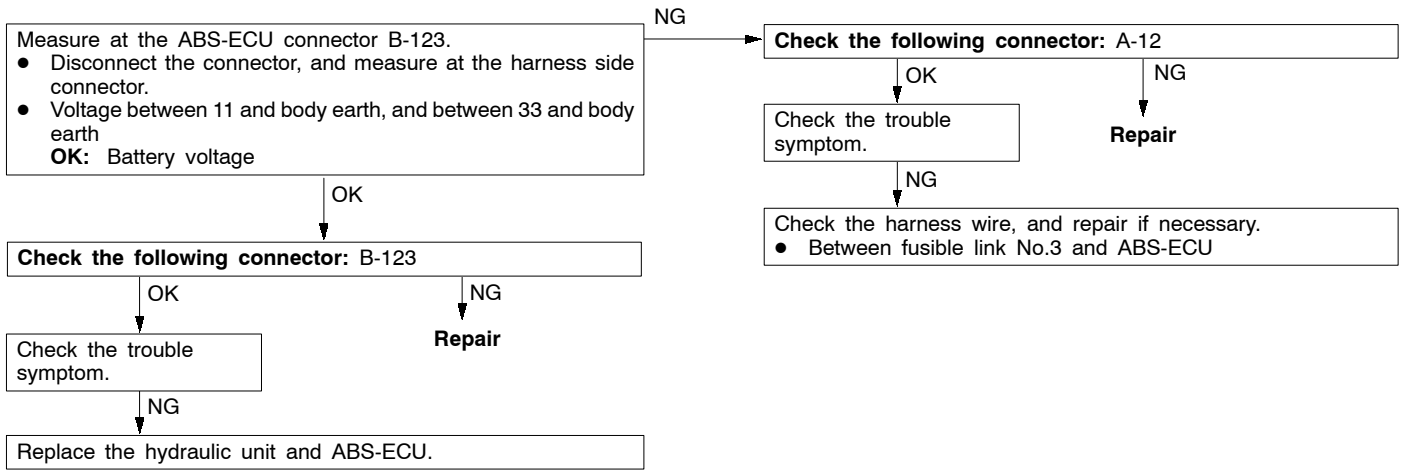 Measure at the ABS-ECU connector B-123.
● Disconnect the connector, and measure at the harness side
connector.
● Voltage between 11 and body earth, and between 33 and body
earth
OK: Battery voltage
NG
Check the following connector: A-12
OK
NG
Check the trouble
symptom.
Repair
NG
Check the harness wire, and repair if necessary.
● Between fusible link No.3 and ABS-ECU
OK
Check the following connector: B-123
OK
NG
Check the trouble
symptom.
Repair
NG
Replace the hydraulic unit and ABS-ECU.